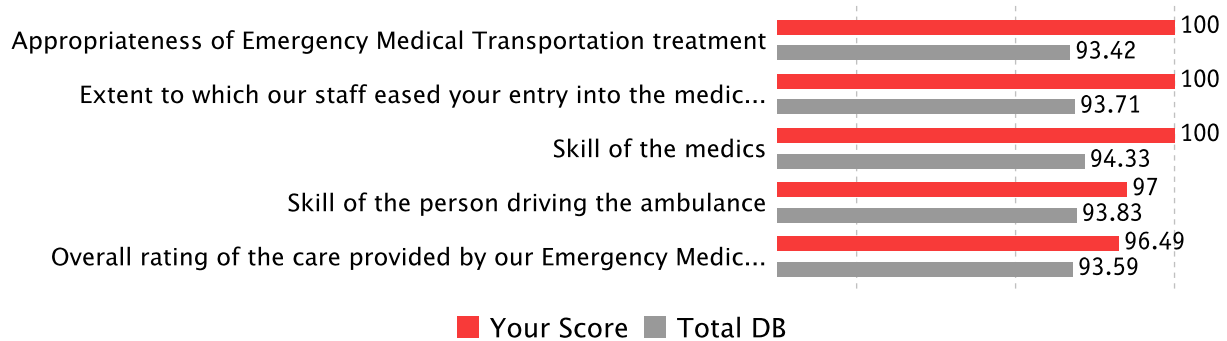 Appropriateness of Emergency Medical Transportation treatment
100
93.42
Extent to which our staff eased your entry into the medic...
100
93.71
Skill of the medics
100
94.33
Skill of the person driving the ambulance
97
93.83
Overall rating of the care provided by our Emergency Medic...
96.49
93.59
Your Score Total DB